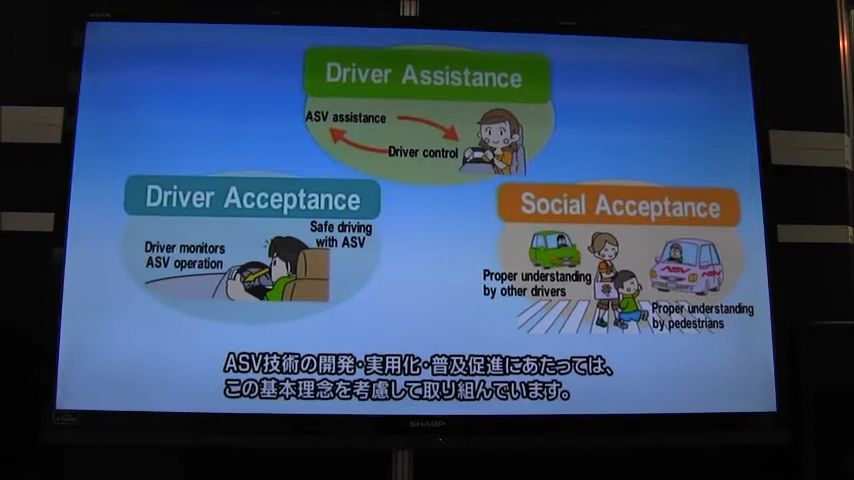 Driver Assistance
ASV assistance
Driver control
Driver Acceptance
Safe driving
with ASV
Driver monitors
ASV operation
Social Acceptance
Proper understanding
by other drivers
ASV
ASV
Proper understanding
by pedestrians
ASV技術の開発・実用化・普及促進にあたっては、
この基本理念を考慮して取り組んでいます。
SHARP